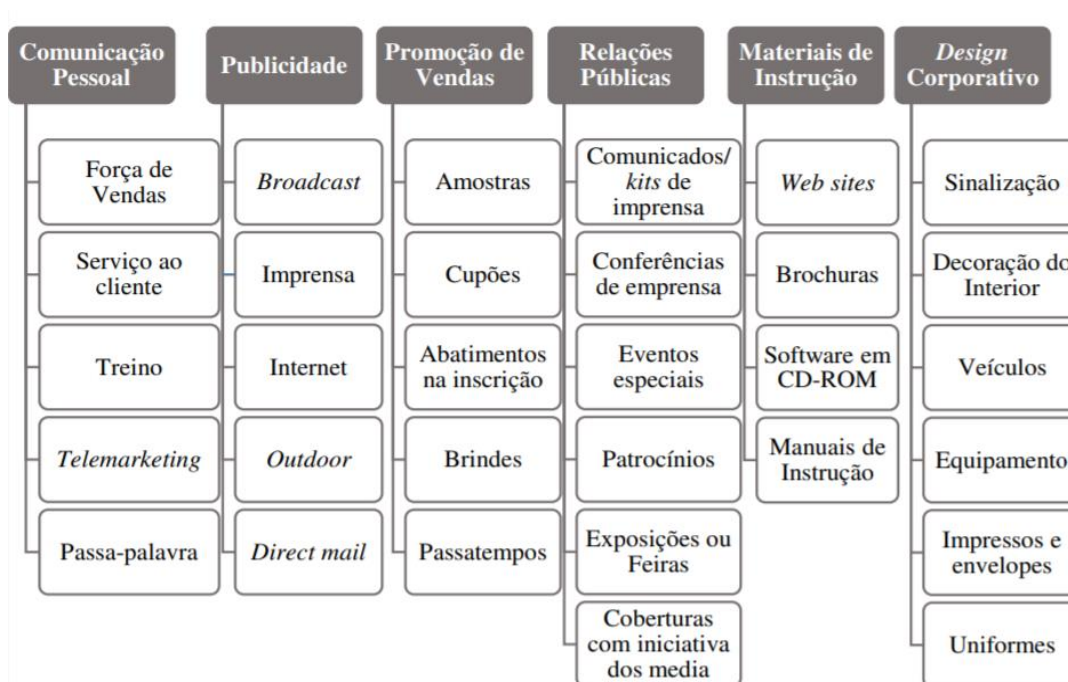 Comunicação
Pessoal
Força de
Vendas
Serviço ao
cliente
Treino
Telemarketing
Passa-palavra
Publicidade
Broadcast
Imprensa
Internet
Outdoor
Direct mail
Promoção de
Vendas
Amostras
Cupões
Abatimentos
na inscrição
Brindes
Passatempos
Relações
Públicas
Comunicados/
kits de
imprensa
Conferências
de emprensa
Eventos
especiais
Patrocínios
Exposições ou
Feiras
Coberturas
com iniciativa
dos media
Materiais de
Instrução
Web sites
Brochuras
Software em
CD-ROM
Manuais de
Instrução
Design
Corporativo
Sinalização
Decoração do
Interior
Veículos
Equipamento
Impressos e
envelopes
Uniformes